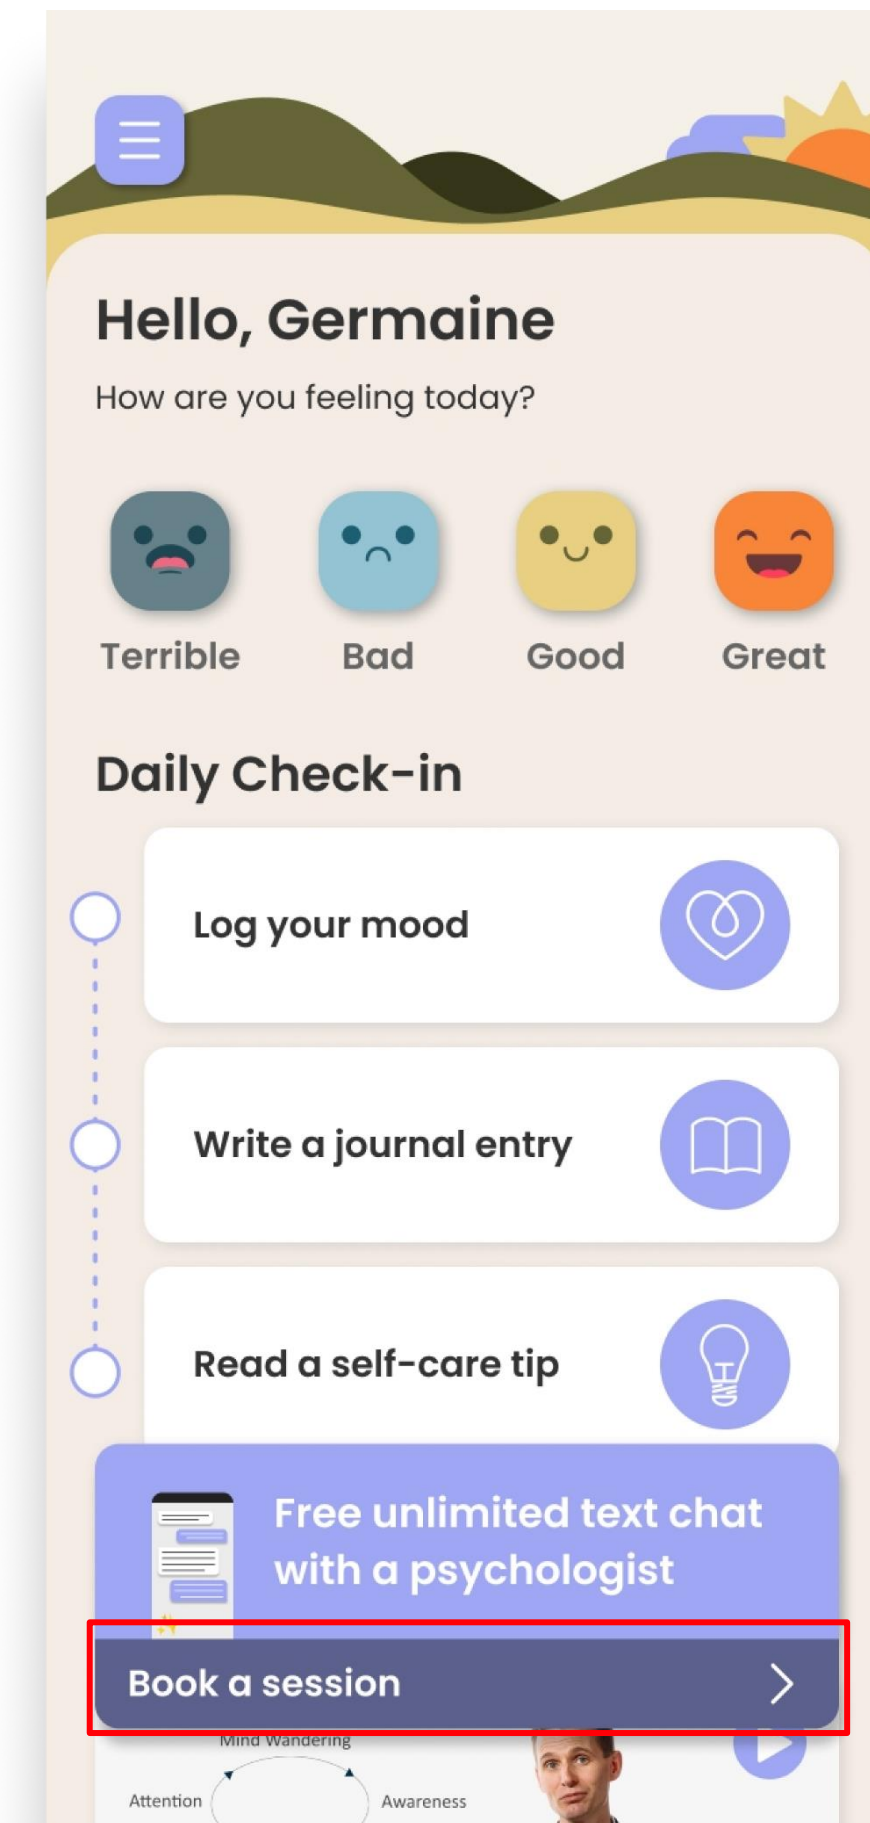 Hello, Germaine
How are you feeling today?
Terrible Bad Good Great
Daily Check-in
Log your mood
Write a journal entry
Read a self-care tip
Free unlimited text chat
with a psychologist
Book a session
Mind Wandering
Attention Awareness